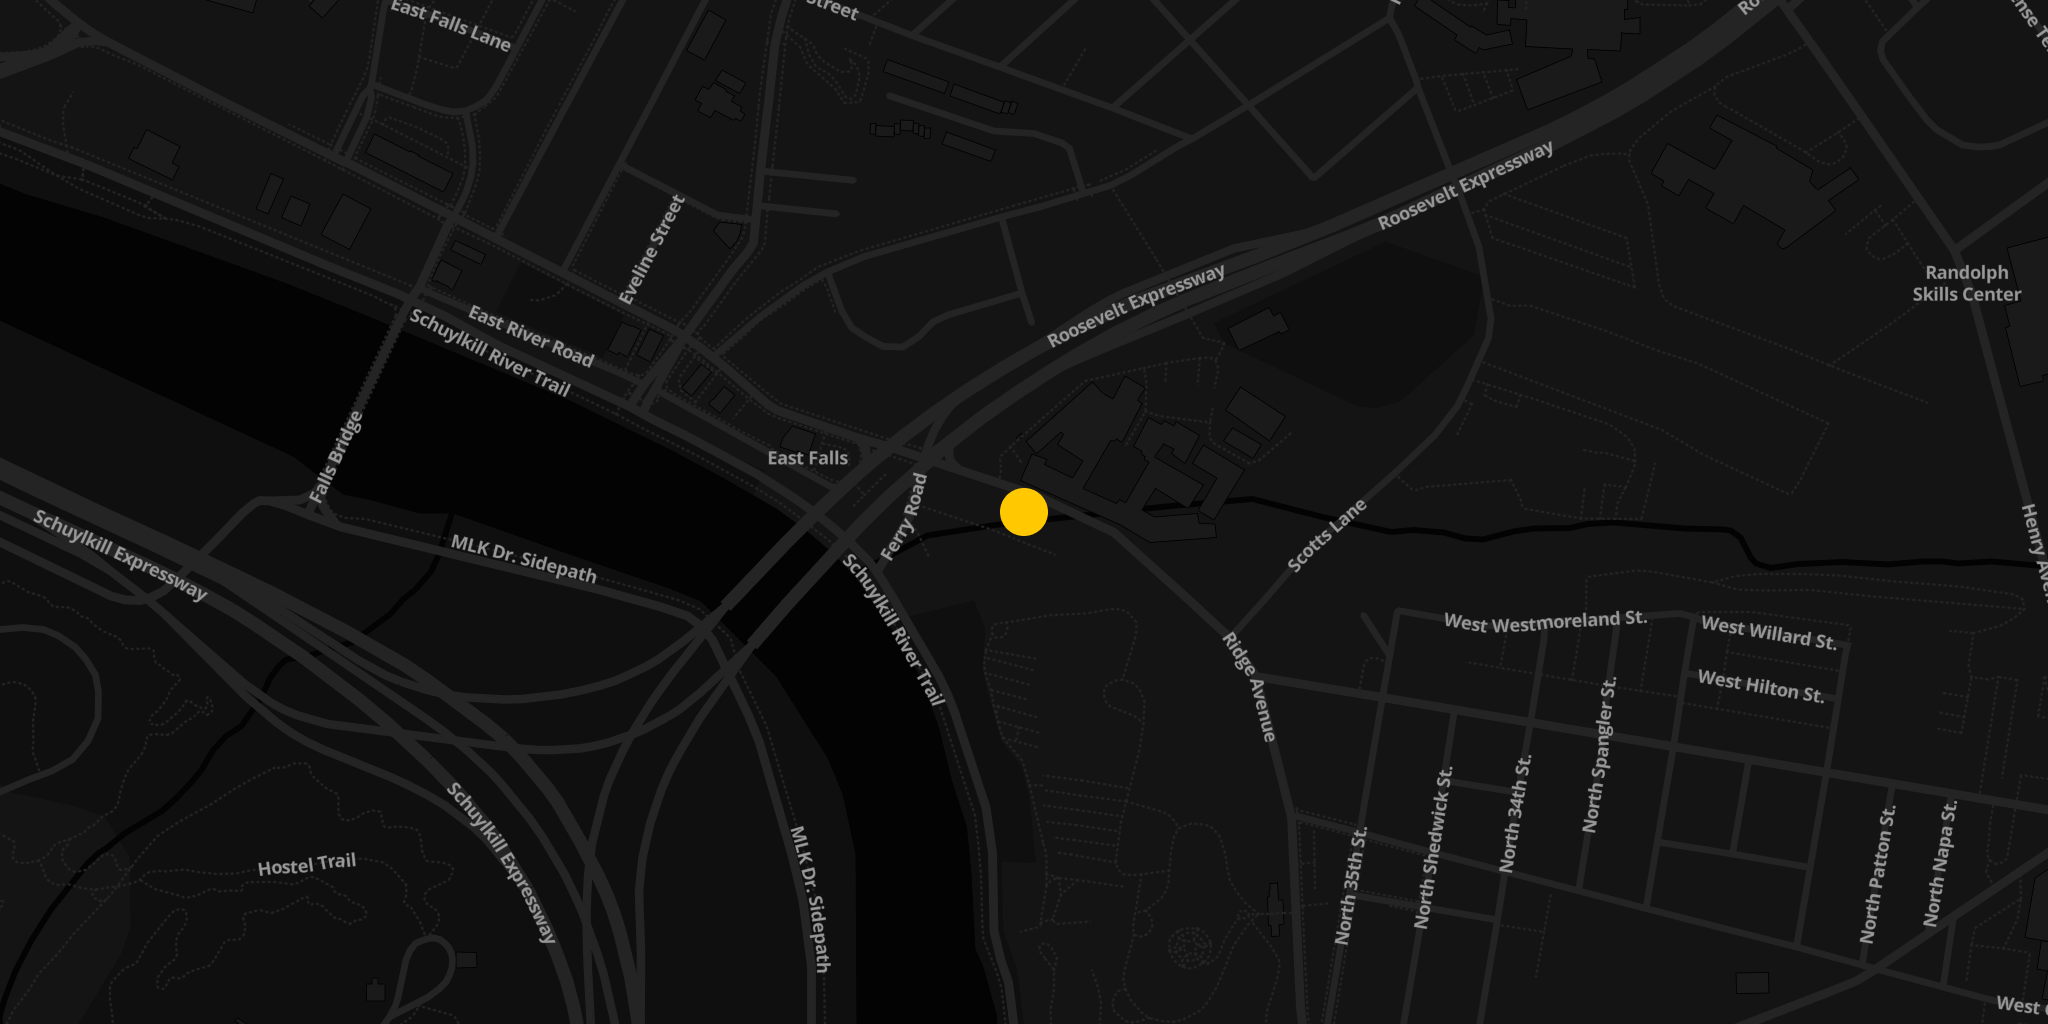 East Falls Lane
Street
Eveline Street
Roosevelt Expressway
Roosevelt Expressway
Randolph
Skills Center
East River Road
Schuylkill River Trail
Falls Bridge
East Falls
Ferry Road
Schuylkill Expressway
MLK Dr. Sidepath
Scotts Lane
Schuylkill River Trail
Ridge Avenue
West Westmoreland St.
West Willard St.
West Hilton St.
North Spangler St.
North 34th St.
North Shedwick St.
North 35th St.
North Patton St.
North Napa St.
Schuylkill Expressway
MLK Dr. Sidepath
Hostel Trail
West